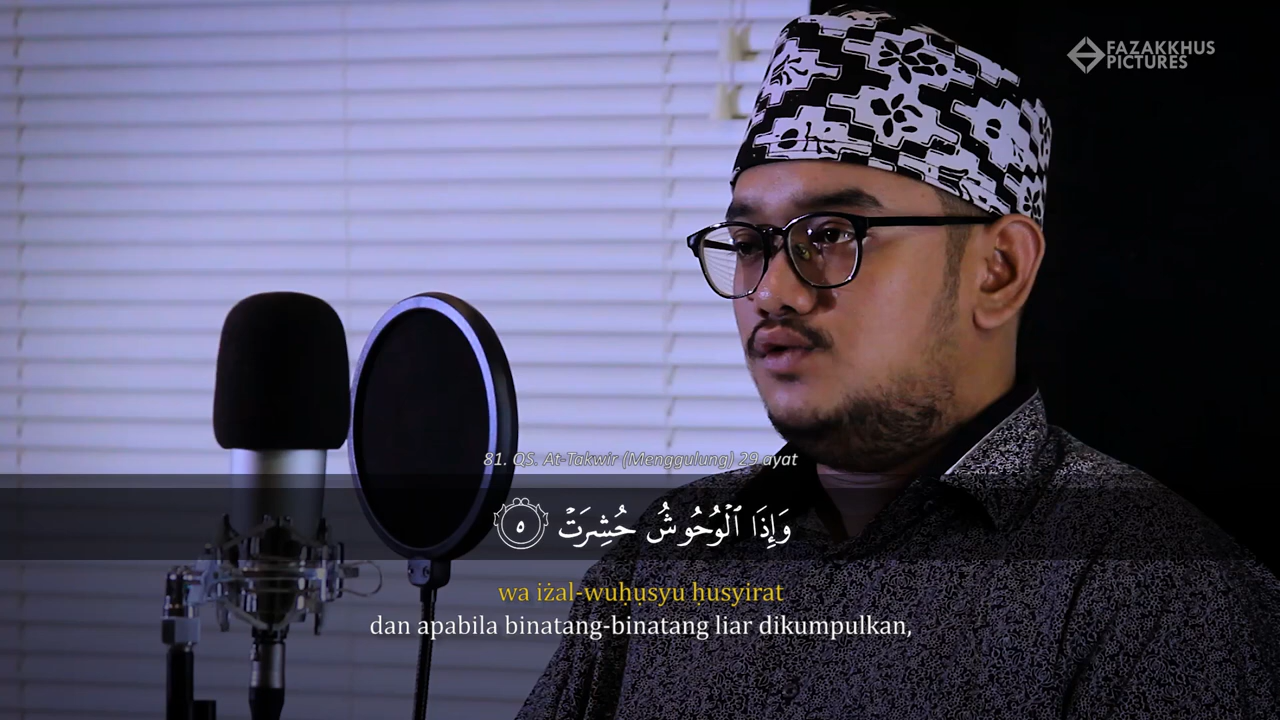 FAZAKKHUS
PICTURES
81. QS. At-Takwir (Menggulung) 29 ayat
وَإِذَا ٱلْوُحُوشُ حُشِرَتْ ٥
wa iżal-wuḥụsyu ḥusyirat
dan apabila binatang-binatang liar dikumpulkan,